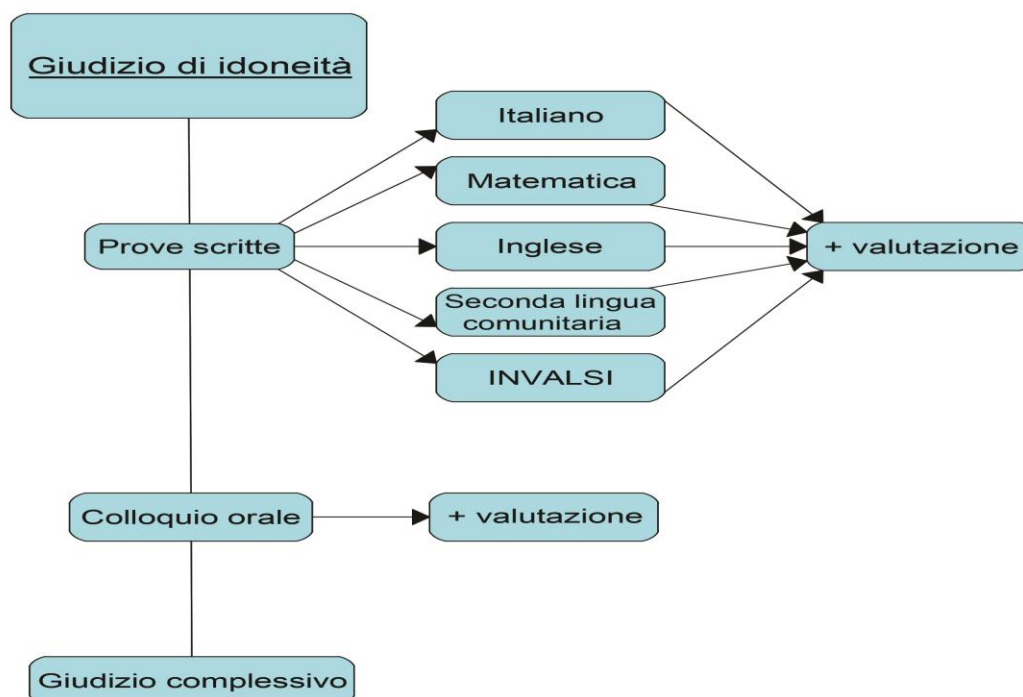 Giudizio di idoneità
Italiano
Matematica
Prove scritte
Inglese
+ valutazione
Seconda lingua
comunitaria
INVALSI
Colloquio orale
+ valutazione
Giudizio complessivo